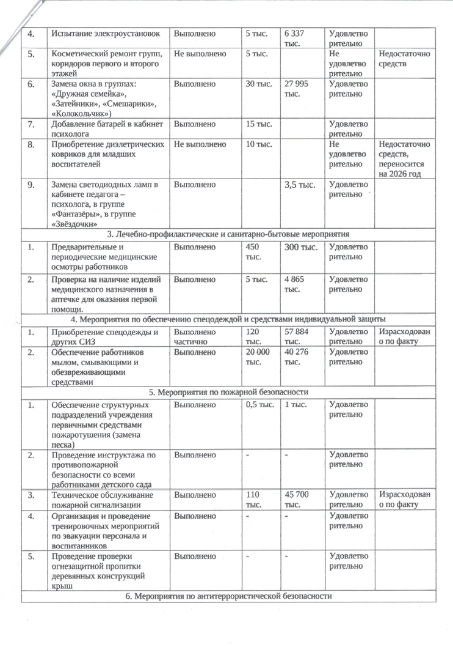 4. Испытание электроустановок Выполнено 5 тыс. 6 337 Удовлетво
тыс. рительно
5. Косметический ремонт групп, Не выполнено 5 тыс. Не Недостаточно
коридоров первого и второго удовлетво средств
этажей рительно
6. Замена окна в группах: Выполнено 30 тыс. 27 995 Удовлетво
«Дружная семейка», тыс. рительно
«Затейники», «Смешарики»,
«Колокольчик»)
7. Добавление батарей в кабинет Выполнено 15 тыс. Удовлетво
психолога рительно
8. Приобретение диэлектрических Не выполнено 10 тыс. Не Недостаточно
ковриков для младших удовлетво средств,
воспитателей рительно переносится
на 2026 год
9. Замена светодиодных ламп в Выполнено 3,5 тыс. Удовлетво
кабинете педагога – рительно
психолога, в группе
«Фантазёры», в группе
«Звёздочки»
3. Лечебно-профилактические и санитарно-бытовые мероприятия
1. Предварительные и Выполнено 450 300 тыс. Удовлетво
периодические медицинские тыс. рительно
осмотры работников
2. Проверка на наличие изделий Выполнено 5 тыс. 4 865 Удовлетво
медицинского назначения в тыс. рительно
аптечке для оказания первой
помощи.
4. Мероприятия по обеспечению спецодеждой и средствами индивидуальной защиты
1. Приобретение спецодежды и Выполнено 120 57 884 Удовлетво Израсходован
других СИЗ частично тыс. тыс. рительно о по факту
2. Обеспечение работников Выполнено 20 000 40 276 Удовлетво
мылом, смывающими и тыс. тыс. рительно
обезвреживающими
средствами
5. Мероприятия по пожарной безопасности
1. Обеспечение структурных Выполнено 0,5 тыс. 1 тыс. Удовлетво
подразделений учреждения рительно
первичными средствами
пожаротушения (замена
песка)
2. Проведение инструктажа по Выполнено - - Удовлетво
противопожарной рительно
безопасности со всеми
работниками детского сада
3. Техническое обслуживание Выполнено 110 45 700 Удовлетво Израсходован
пожарной сигнализации тыс. тыс. рительно о по факту
4. Организация и проведение Выполнено - - Удовлетво
тренировочных мероприятий рительно
по эвакуации персонала и
воспитанников
5. Проведение проверки Выполнено - - Удовлетво
огнезащитной пропитки рительно
деревянных конструкций
крыш
6. Мероприятия по антитеррористической безопасности